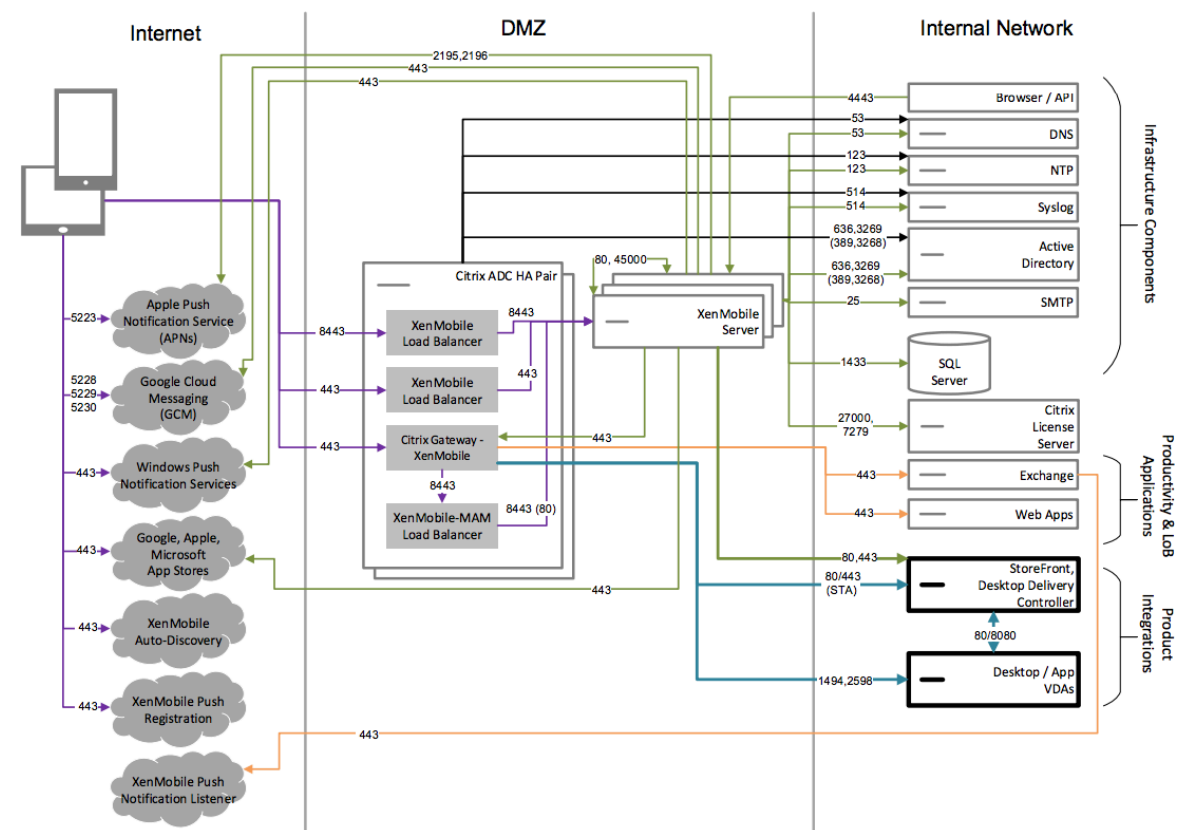 Internet
DMZ
Internal Network
2195,2196
443
443
4443
Browser / API
53
53
DNS
123
123
NTP
514
514
Syslog
636,3269
(389,3268)
636,3269
(389,3268)
Active
Directory
25
SMTP
1433
SQL
Server
27000,
7279
Citrix
License
Server
Infrastructure Components
Citrix ADC HA Pair
80, 45000
XenMobile
Server
8443
XenMobile
Load Balancer
8443
443
XenMobile
Load Balancer
443
443
Citrix Gateway -
XenMobile
443
8443
8443 (80)
XenMobile-MAM
Load Balancer
443
Exchange
443
Web Apps
Productivity & LoB
Applications
80,443
80/443
(STA)
StoreFront,
Desktop Delivery
Controller
80/8080
1494,2598
Desktop / App
VDAs
Product
Integrations
5223
Apple Push
Notification Service
(APNs)
5228
5229
5230
Google Cloud
Messaging
(GCM)
443
Windows Push
Notification Services
443
Google, Apple,
Microsoft
App Stores
443
443
XenMobile
Auto-Discovery
443
XenMobile Push
Registration
443
XenMobile Push
Notification Listener